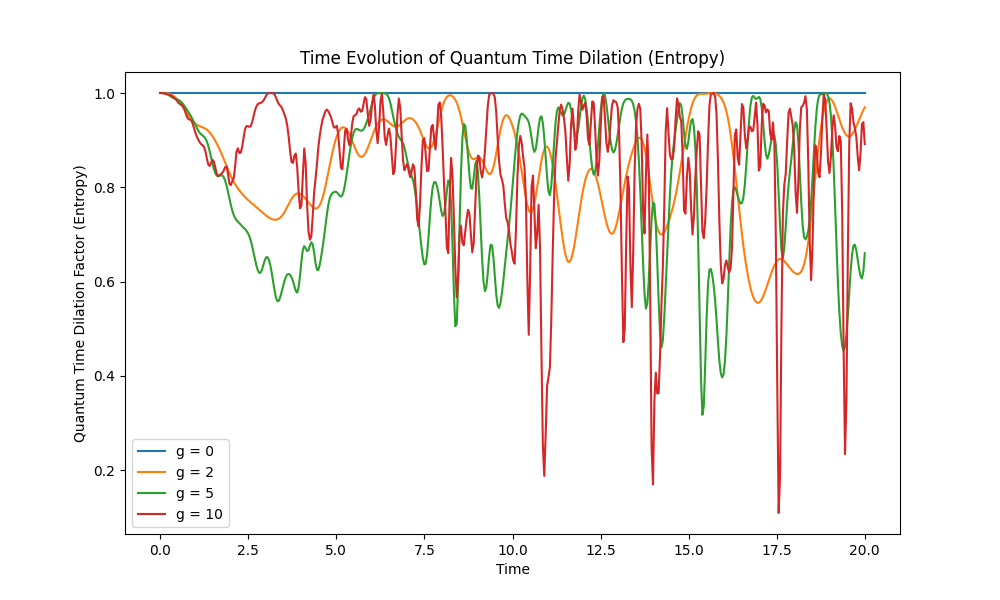 Time Evolution of Quantum Time Dilation (Entropy)
Quantum Time Dilation Factor (Entropy)
1.0
0.8
0.6
0.4
0.2
g = 0
g = 2
g = 5
g = 10
0.0 2.5 5.0 7.5 10.0 12.5 15.0 17.5 20.0
Time